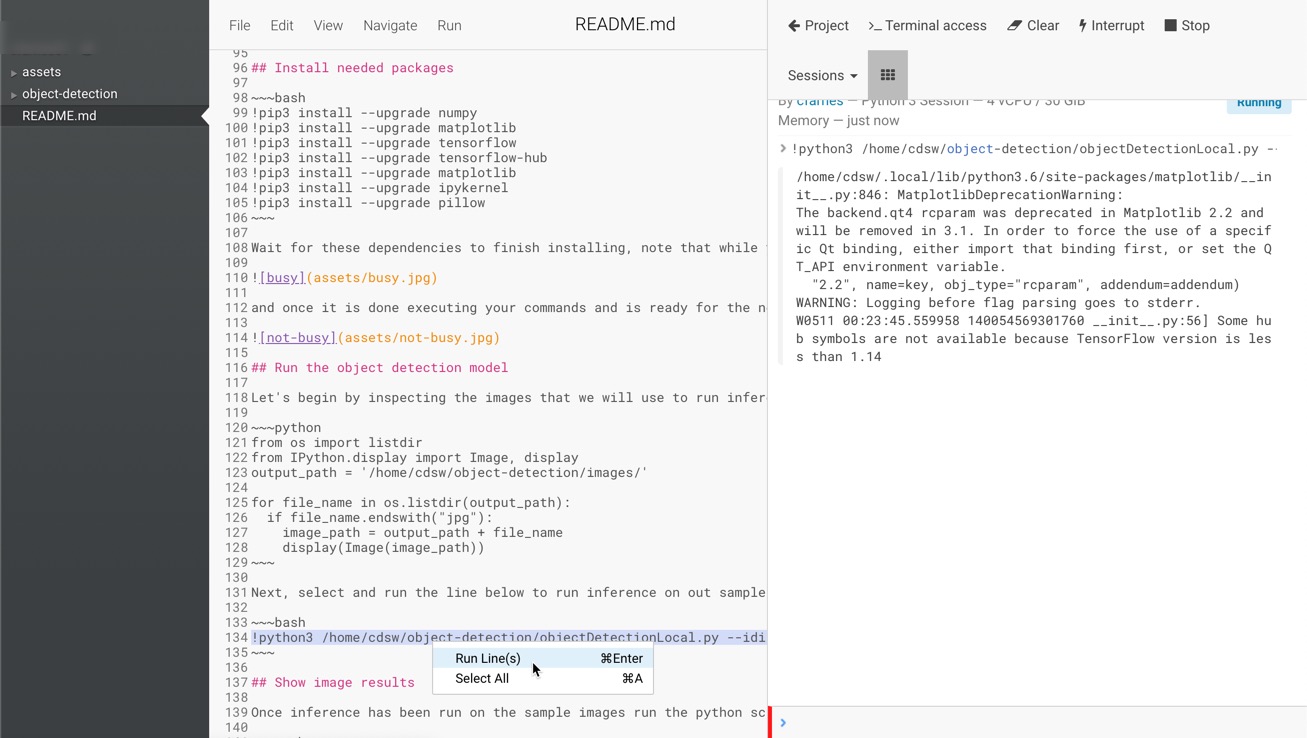 File Edit View Navigate Run README.md
Project Terminal access Clear Interrupt Stop
Sessions
assets
object-detection
README.md
95
96 ## Install needed packages
97
98 ~~~bash
99 !pip3 install --upgrade numpy
100 !pip3 install --upgrade matplotlib
101 !pip3 install --upgrade tensorflow
102 !pip3 install --upgrade tensorflow-hub
103 !pip3 install --upgrade matplotlib
104 !pip3 install --upgrade ipykernel
105 !pip3 install --upgrade pillow
106 ~~~
107
108 Wait for these dependencies to finish installing, note that while
109
110 ![busy](assets/busy.jpg)
111
112 and once it is done executing your commands and is ready for the n
113
114 ![not-busy](assets/not-busy.jpg)
115
116 ## Run the object detection model
117
118 Let's begin by inspecting the images that we will use to run infer
119
120 ~~~python
121 from os import listdir
122 from IPython.display import Image, display
123 output_path = '/home/cdsw/object-detection/images/'
124
125 for file_name in os.listdir(output_path):
126   if file_name.endswith("jpg"):
127     image_path = output_path + file_name
128     display(Image(image_path))
129 ~~~
130
131 Next, select and run the line below to run inference on out sample
132
133 ~~~bash
134 !python3 /home/cdsw/object-detection/objectDetectionLocal.py --idi
135 ~~~
136
137 ## Show image results
138
139 Once inference has been run on the sample images run the python sc
140
Run Line(s) ⌘Enter
Select All ⌘A
By crafles — Python 3 Session — 4 vCPU / 30 GiB
Memory — just now
Running
> !python3 /home/cdsw/object-detection/objectDetectionLocal.py --
/home/cdsw/.local/lib/python3.6/site-packages/matplotlib/__in
it__.py:846: MatplotlibDeprecationWarning:
The backend.qt4 rcparam was deprecated in Matplotlib 2.2 and
will be removed in 3.1. In order to force the use of a specif
ic Qt binding, either import that binding first, or set the Q
T_API environment variable.
"2.2", name=key, obj_type="rcparam", addendum=addendum)
WARNING: Logging before flag parsing goes to stderr.
W0511 00:23:45.559958 140054569301760 __init__.py:56] Some hu
b symbols are not available because TensorFlow version is les
s than 1.14
>